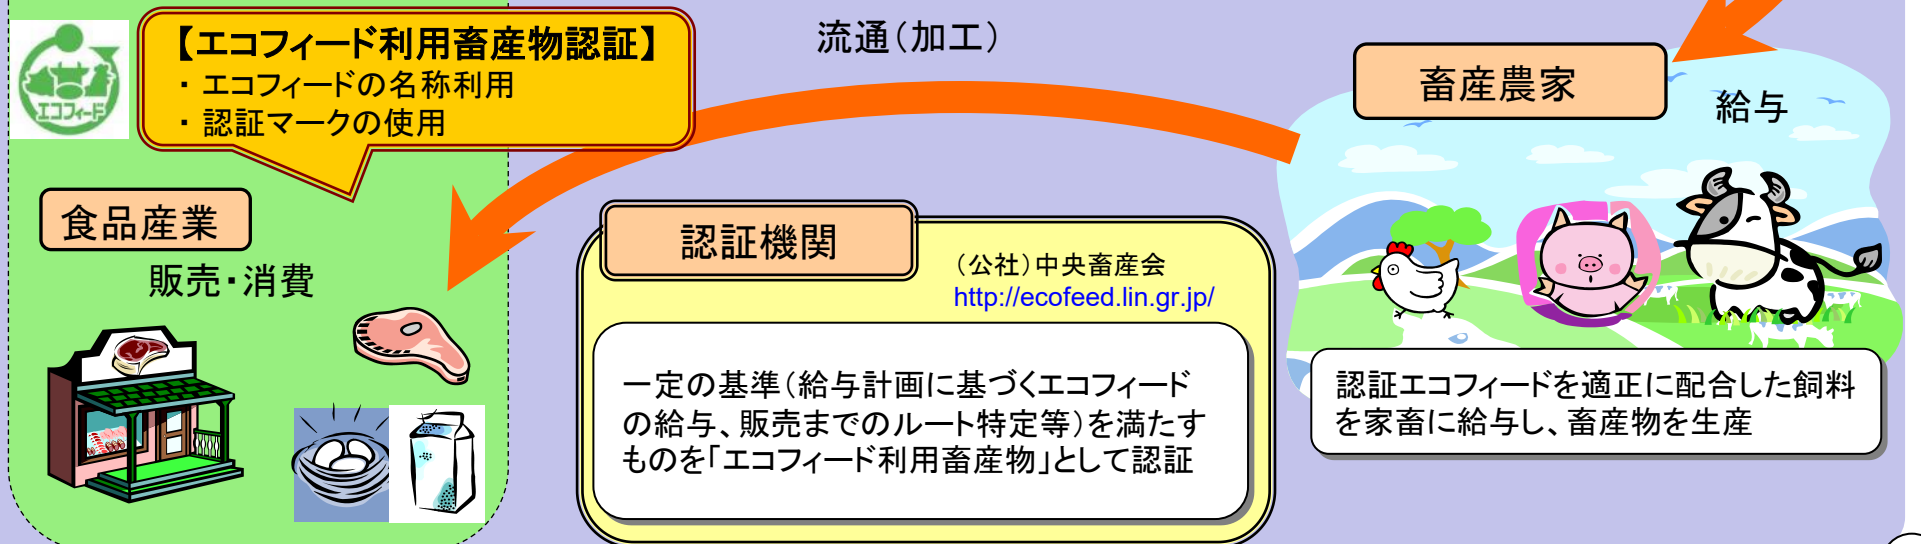 エコフィード
【エコフィード利用畜産物認証】
・ エコフィードの名称利用
・ 認証マークの使用
流通（加工）
畜産農家
給与
食品産業
販売・消費
認証機関
（公社）中央畜産会
http://ecofeed.lin.gr.jp/
一定の基準（給与計画に基づくエコフィード
の給与、販売までのルート特定等）を満たす
ものを「エコフィード利用畜産物」として認証
認証エコフィードを適正に配合した飼料
を家畜に給与し、畜産物を生産